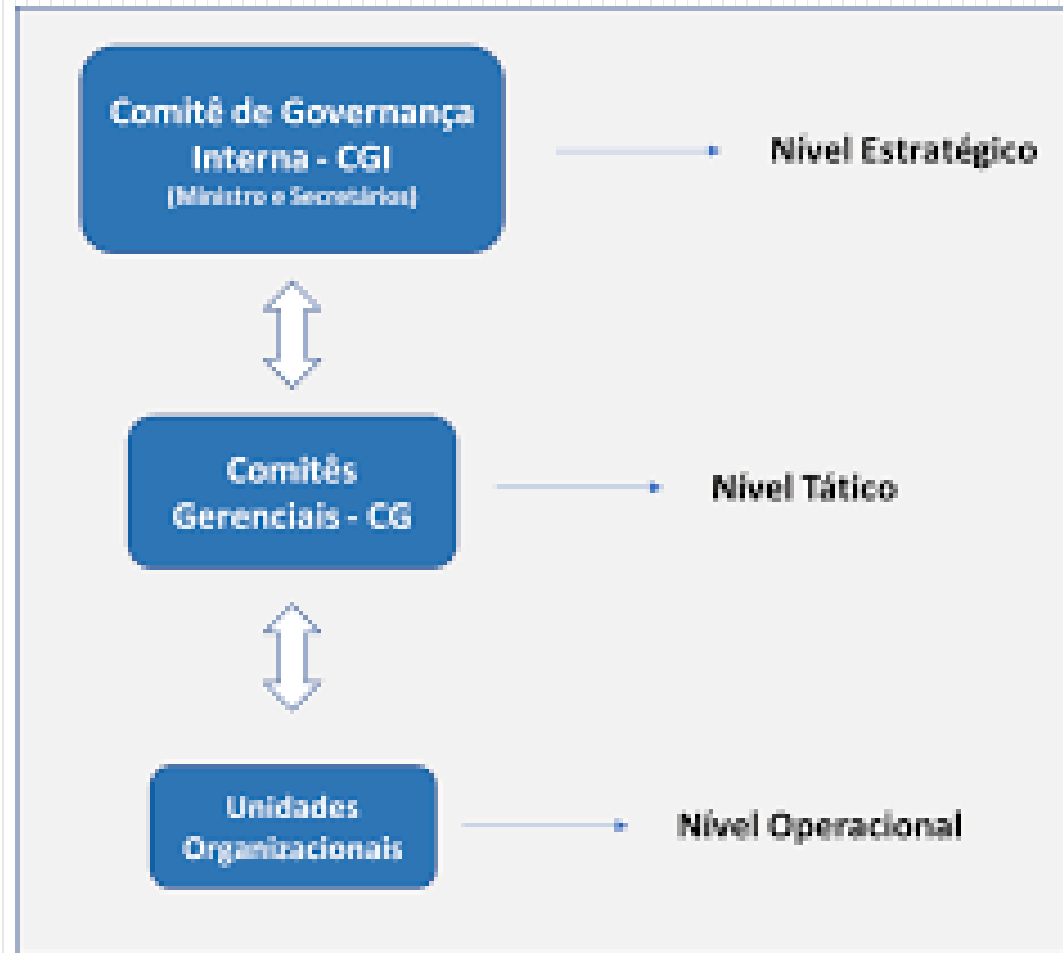 Comitê de Governança
Interna - CGI
(Ministro e Secretários)
Nível Estratégico
Comitês
Gerenciais - CG
Nível Tático
Unidades
Organizacionais
Nível Operacional